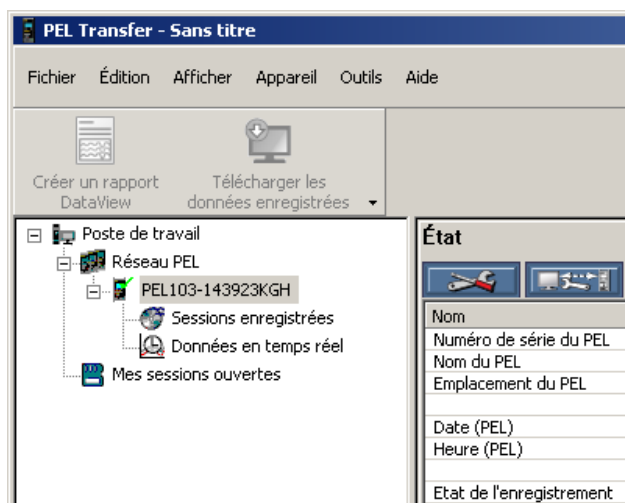 PEL Transfer - Sans titre
Fichier Édition Afficher Appareil Outils Aide
Créer un rapport
DataView
Télécharger les
données enregistrées
Poste de travail
Réseau PEL
PEL103-143923KGH
Sessions enregistrées
Données en temps réel
Mes sessions ouvertes
État
Nom
Numéro de série du PEL
Nom du PEL
Emplacement du PEL
Date (PEL)
Heure (PEL)
Etat de l'enregistrement